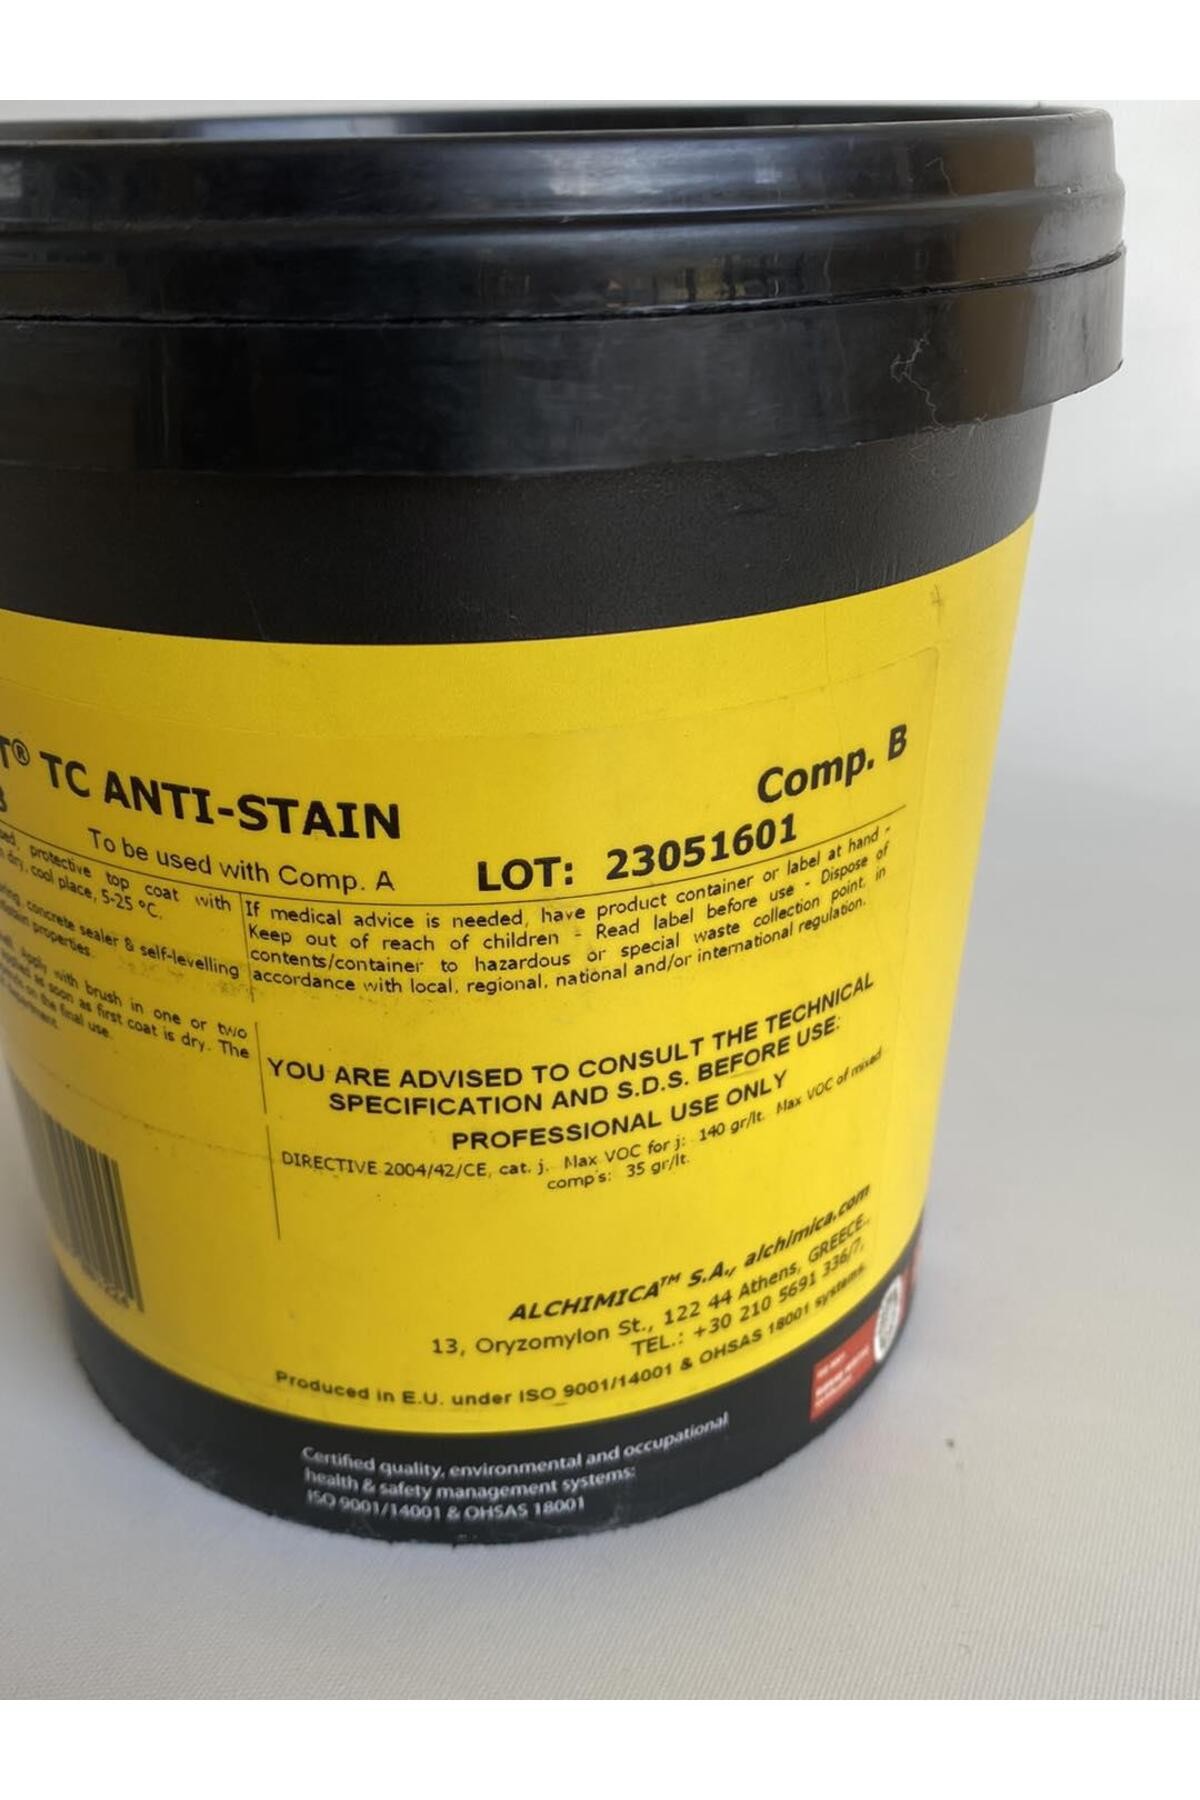 T® TC ANTI-STAIN
Comp. B
To be used with Comp. A
LOT: 23051601
protective top coat with
dry, cool place, 5-25 °C.
concrete sealer & self-levelling
properties.
Apply with brush in one or two
as soon as first coat is dry. The
on the final use.
If medical advice is needed, have product container or label at hand -
Keep out of reach of children - Read label before use - Dispose of
contents/container to hazardous or special waste collection point, in
accordance with local, regional, national and/or international regulation.
YOU ARE ADVISED TO CONSULT THE TECHNICAL
SPECIFICATION AND S.D.S. BEFORE USE:
PROFESSIONAL USE ONLY
DIRECTIVE 2004/42/CE, cat. j. Max VOC for j: 140 gr/lt. Max VOC of mixed
comp's: 35 gr/lt.
ALCHIMICA™ S.A., alchimica.com
13, Oryzomylon St., 122 44 Athens, GREECE.,
TEL.: +30 210 5691 336/7,
Produced in E.U. under ISO 9001/14001 & OHSAS 18001 systems.
Certified quality, environmental and occupational
health & safety management systems:
ISO 9001/14001 & OHSAS 18001